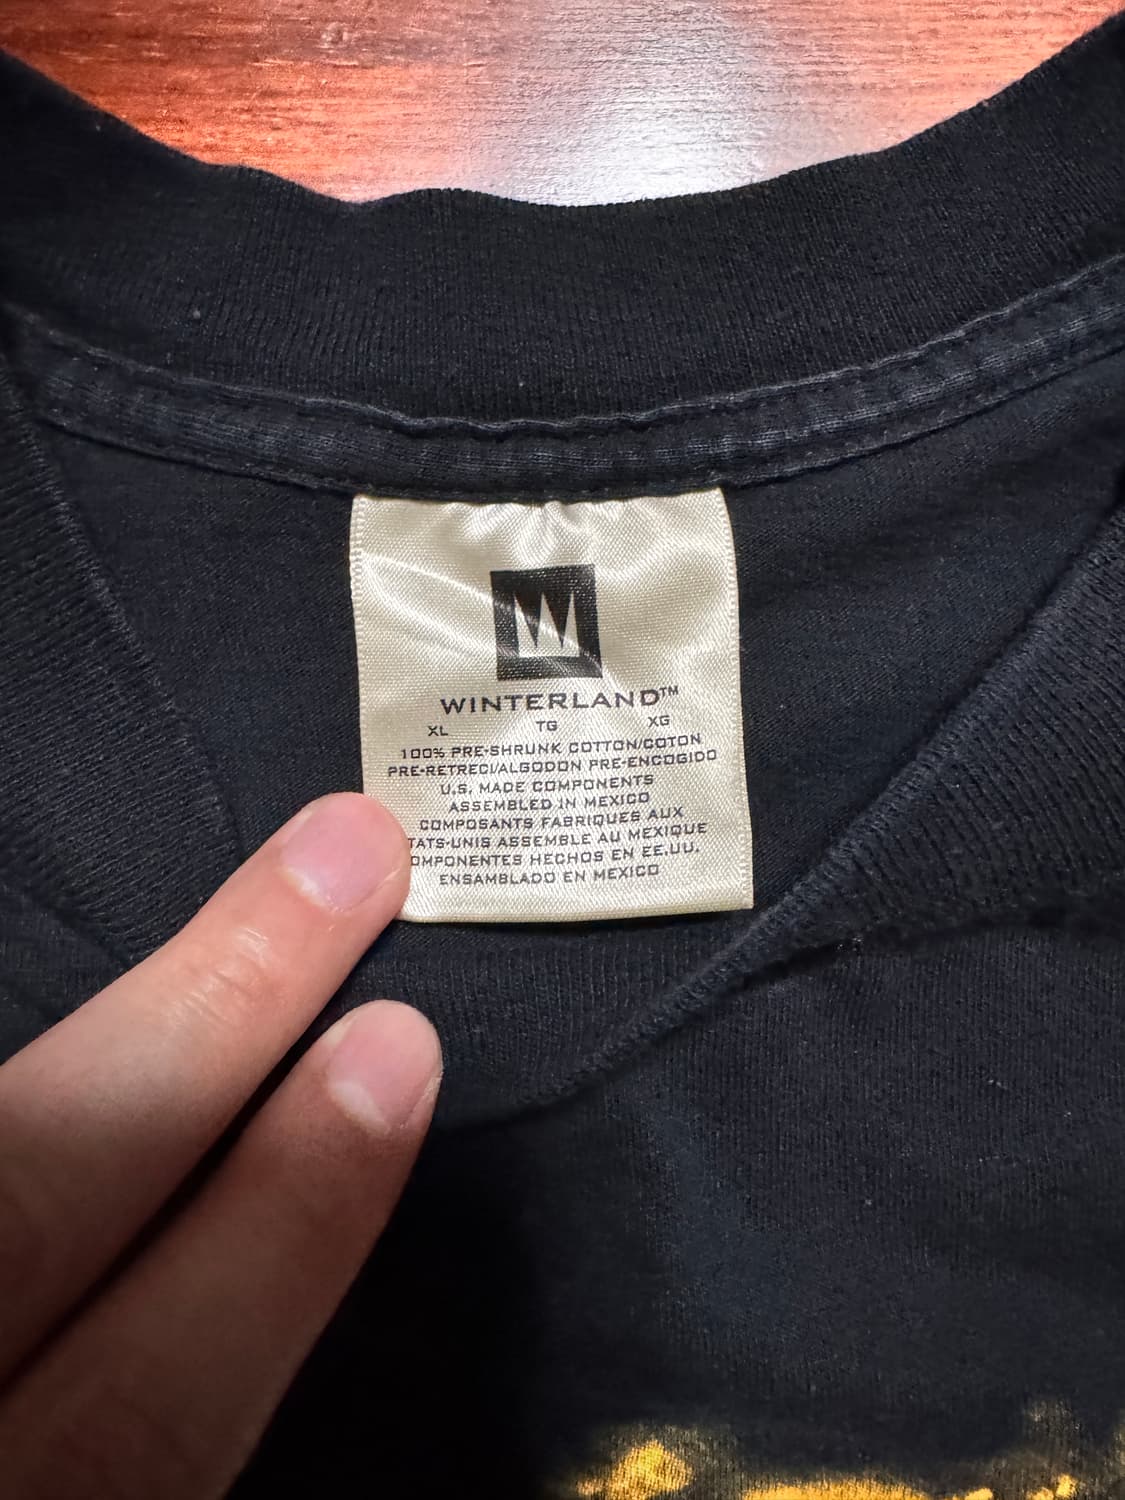 WINTERLAND™
XL TG XG
100% PRE-SHRUNK COTTON/COTON
PRE-RETRECI/ALGODON PRE-ENCOGIDO
U.S. MADE COMPONENTS
ASSEMBLED IN MEXICO
COMPOSANTS FABRIQUES AUX
TATS-UNIS ASSEMBLE AU MEXIQUE
OMPONENTES HECHOS EN EE.UU.
ENSAMBLADO EN MEXICO